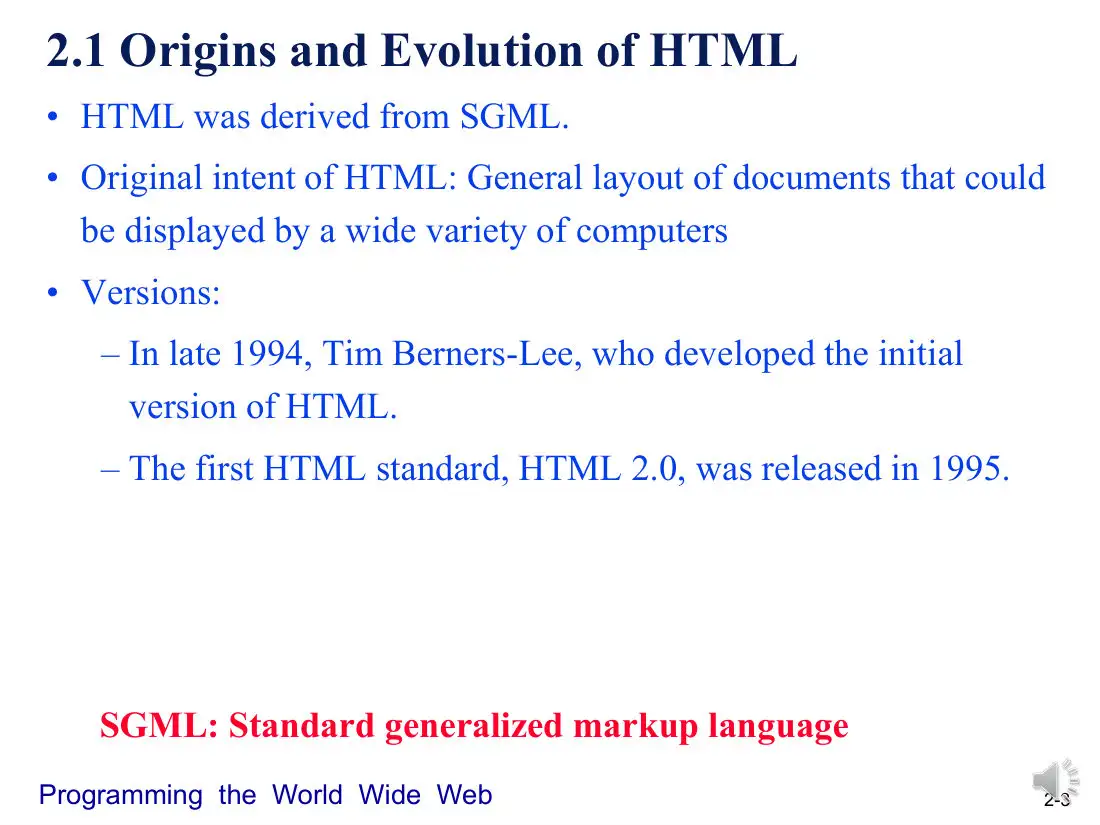 2.1 Origins and Evolution of HTML
• HTML was derived from SGML.
• Original intent of HTML: General layout of documents that could
be displayed by a wide variety of computers
• Versions:
– In late 1994, Tim Berners-Lee, who developed the initial
version of HTML.
– The first HTML standard, HTML 2.0, was released in 1995.
SGML: Standard generalized markup language
Programming the World Wide Web
2-3